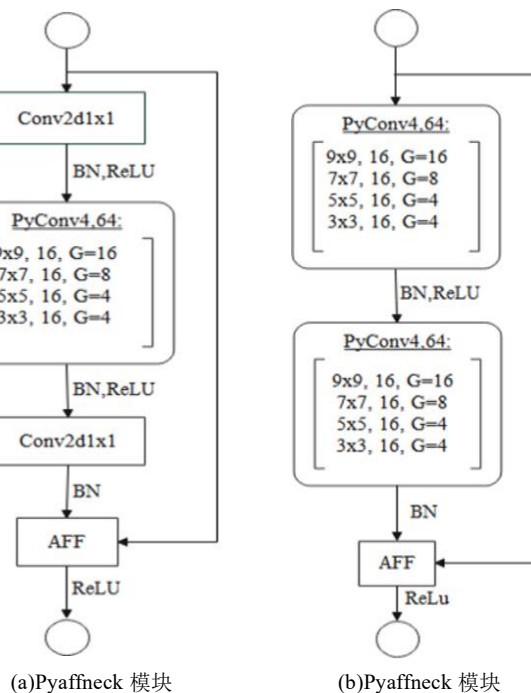 Conv2d1x1
BN,ReLU
PyConv4,64:
9x9, 16, G=16
7x7, 16, G=8
5x5, 16, G=4
3x3, 16, G=4
BN,ReLU
Conv2d1x1
BN
AFF
ReLU
(a)Pyaffneck 模块
PyConv4,64:
9x9, 16, G=16
7x7, 16, G=8
5x5, 16, G=4
3x3, 16, G=4
BN,ReLU
PyConv4,64:
9x9, 16, G=16
7x7, 16, G=8
5x5, 16, G=4
3x3, 16, G=4
BN
AFF
ReLu
(b)Pyaffneck 模块